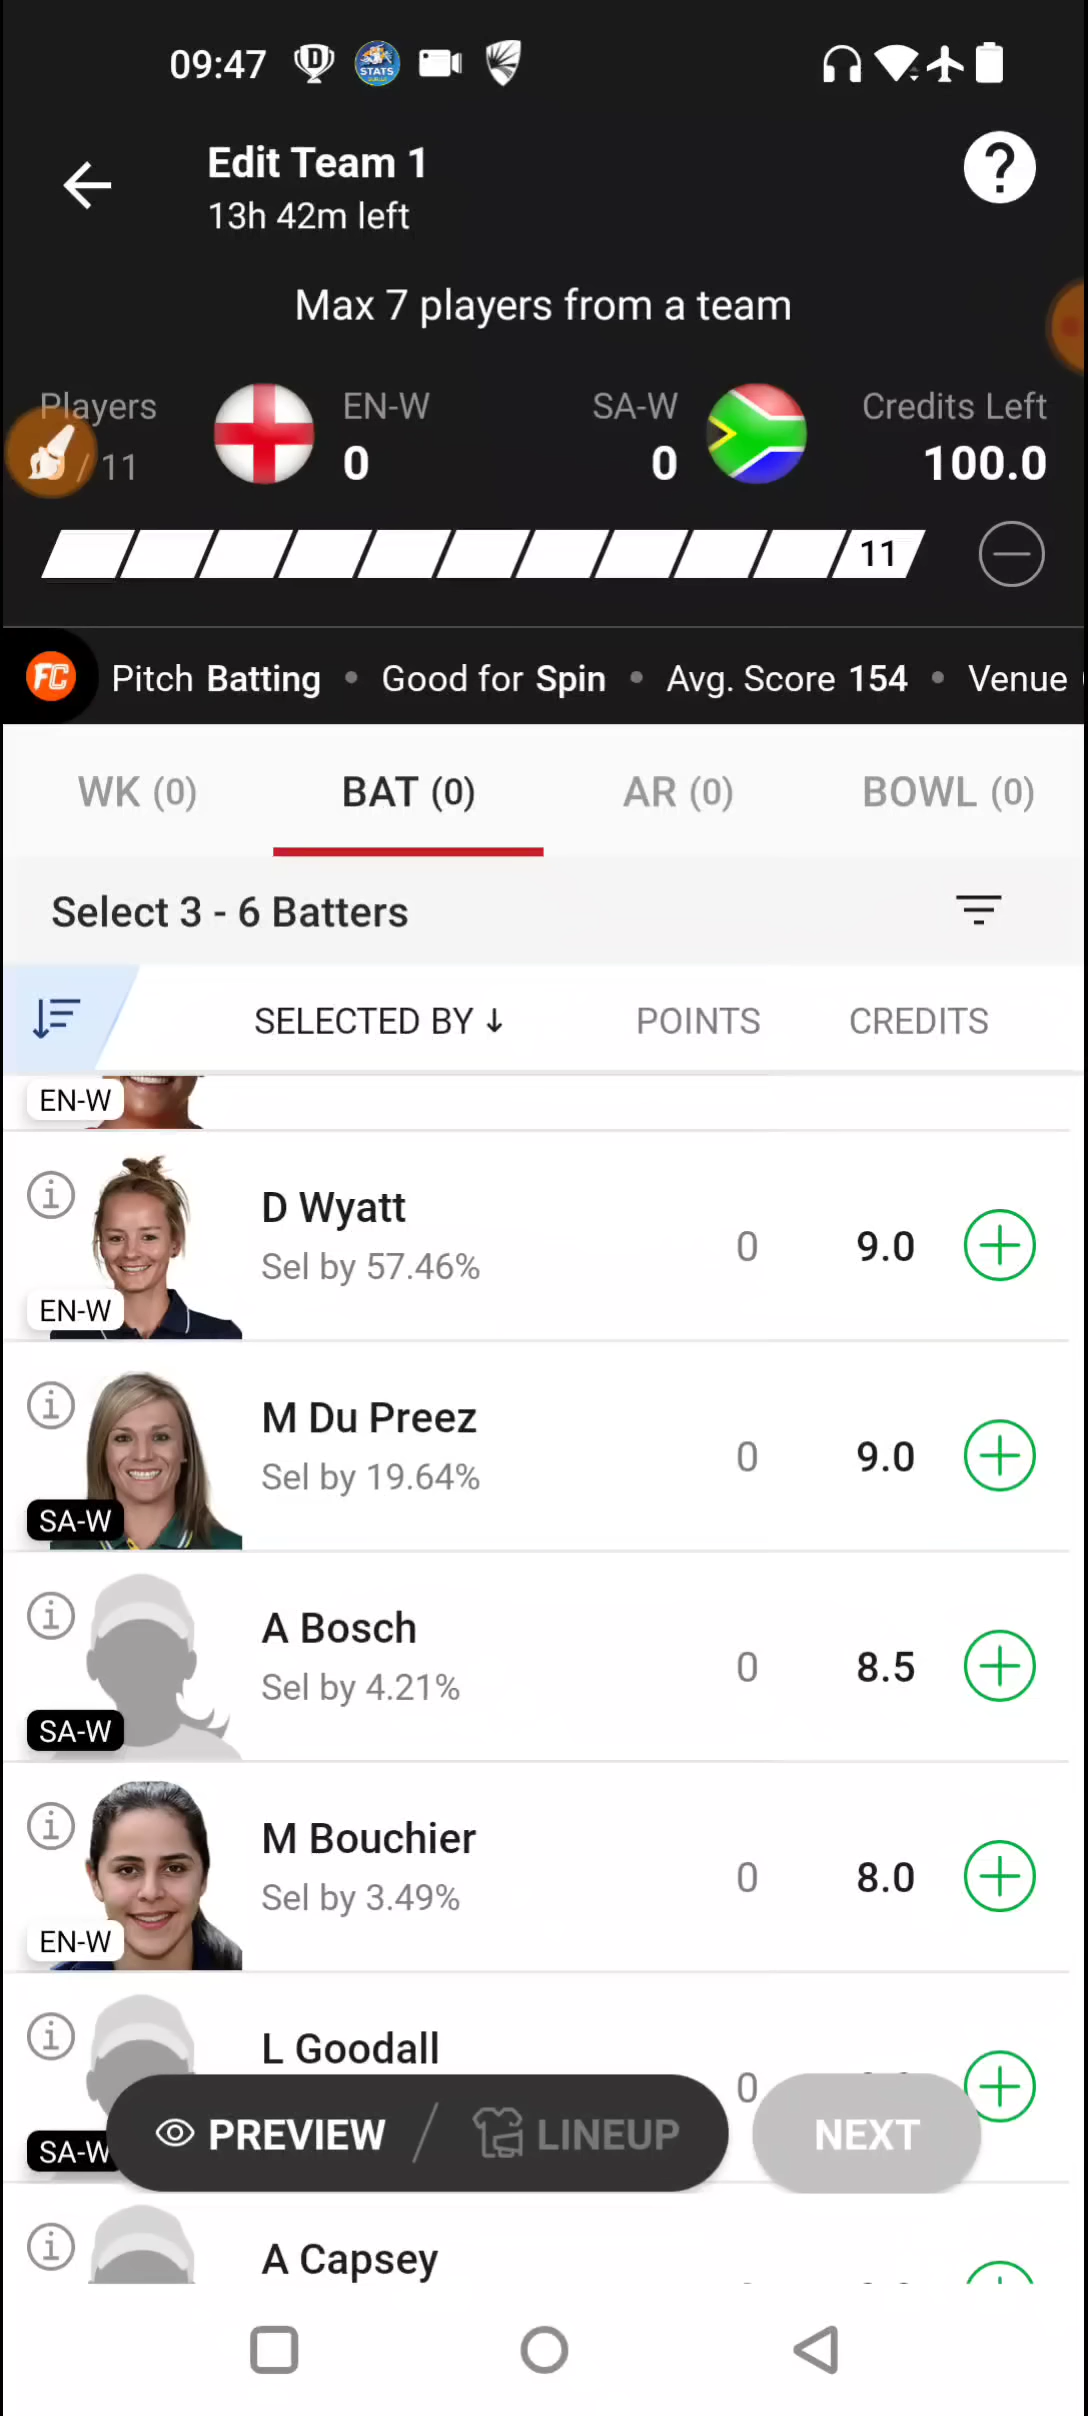 09:47
D
STATS
Edit Team 1
13h 42m left
?
Max 7 players from a team
Players
/ 11
EN-W
0
SA-W
0
Credits Left
100.0
11
FC
Pitch Batting • Good for Spin • Avg. Score 154 • Venue
WK (0)
BAT (0)
AR (0)
BOWL (0)
Select 3 - 6 Batters
SELECTED BY ↓
POINTS
CREDITS
EN-W
D Wyatt
Sel by 57.46%
EN-W
0
9.0
M Du Preez
Sel by 19.64%
SA-W
0
9.0
A Bosch
Sel by 4.21%
SA-W
0
8.5
M Bouchier
Sel by 3.49%
EN-W
0
8.0
L Goodall
SA-W
0
PREVIEW / LINEUP
NEXT
A Capsey